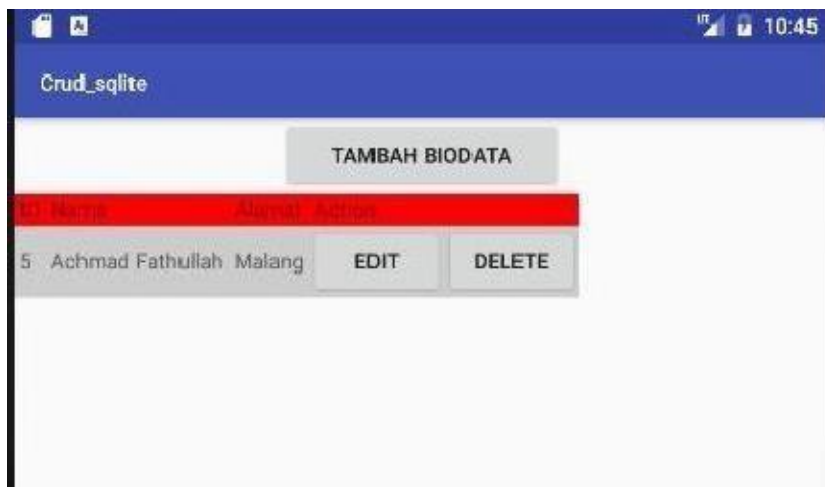 10:45
Crud_sqlite
TAMBAH BIODATA
ID Nama Alamat Action
5 Achmad Fathullah Malang EDIT DELETE